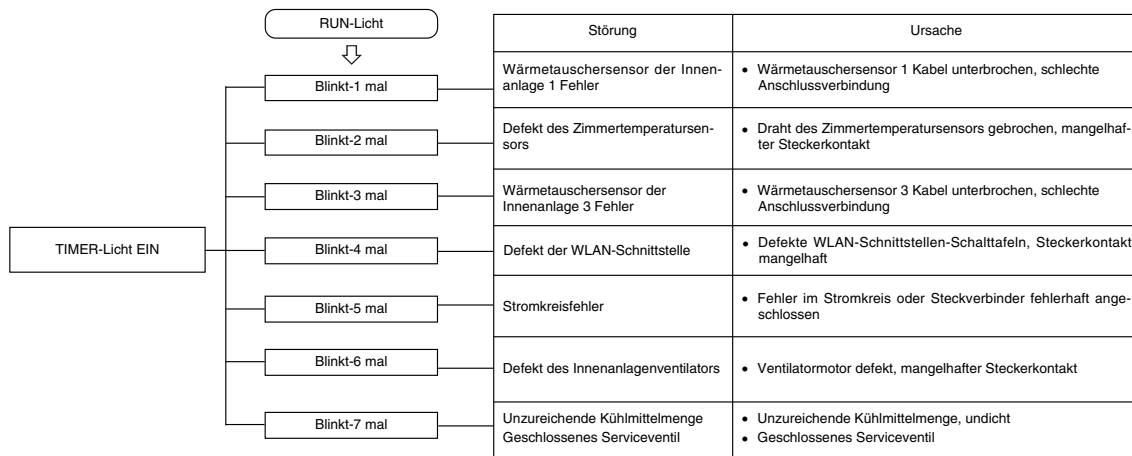 RUN-Licht
Störung
Ursache
TIMER-Licht EIN
Blinkt-1 mal
Wärmetauschersensor der Innen-
anlage 1 Fehler
• Wärmetauschersensor 1 Kabel unterbrochen, schlechte
Anschlussverbindung
Blinkt-2 mal
Defekt des Zimmertemperatursen-
sors
• Draht des Zimmertemperatursensors gebrochen, mangelhaf-
ter Steckerkontakt
Blinkt-3 mal
Wärmetauschersensor der
Innenanlage 3 Fehler
• Wärmetauschersensor 3 Kabel unterbrochen, schlechte
Anschlussverbindung
Blinkt-4 mal
Defekt der WLAN-Schnittstelle
• Defekte WLAN-Schnittstellen-Schalttafeln, Steckerkontakt
mangelhaft
Blinkt-5 mal
Stromkreisfehler
• Fehler im Stromkreis oder Steckverbinder fehlerhaft ange-
schlossen
Blinkt-6 mal
Defekt des Innenanlagenventilators
• Ventilatormotor defekt, mangelhafter Steckerkontakt
Blinkt-7 mal
Unzureichende Kühlmittelmenge
Geschlossenes Serviceventil
• Unzureichende Kühlmittelmenge, undicht
• Geschlossenes Serviceventil